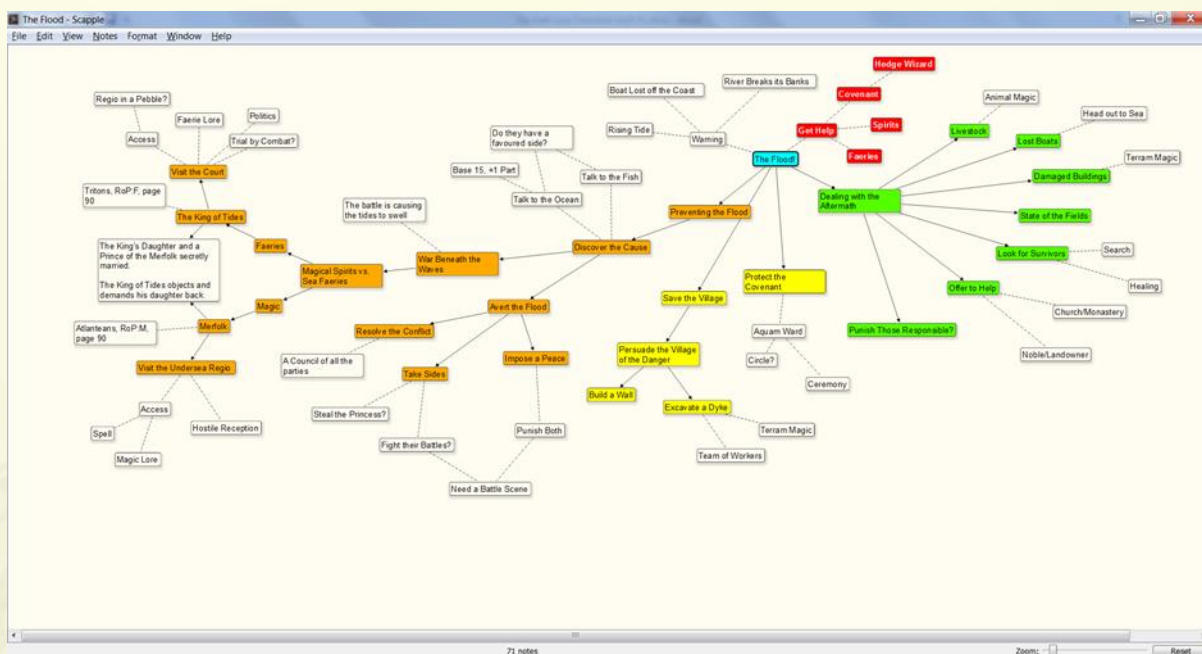 The Flood - Scapple
File Edit View Notes Format Window Help
Hedge Wizard
Covenant
Get Help
Spirits
Faeries
River Breaks its Banks
Boat Lost off the Coast
Rising Tide
Warning
The Flood!
Animal Magic
Livestock
Head out to Sea
Lost Boats
Terram Magic
Damaged Buildings
Dealing with the
Aftermath
State of the Fields
Look for Survivors
Search
Healing
Offer to Help
Church/Monastery
Noble/Landowner
Punish Those Responsible?
Regio in a Pebble?
Access
Faerie Lore
Politics
Trial by Combat?
Visit the Court
Tritons, RoP:F, page
90
The King of Tides
The King's Daughter and a
Prince of the Merfolk secretly
married.
The King of Tides objects and
demands his daughter back.
Faeries
Magical Spirits vs.
Sea Faeries
Magic
Merfolk
Atlanteans, RoP:M,
page 90
Visit the Undersea Regio
Access
Spell
Magic Lore
Hostile Reception
Do they have a
favoured side?
Base 15, +1 Part
Talk to the Fish
Talk to the Ocean
The battle is causing
the tides to swell
War Beneath the
Waves
Discover the Cause
Preventing the Flood
Avert the Flood
Resolve the Conflict
A Council of all the
parties
Take Sides
Impose a Peace
Steal the Princess?
Fight their Battles?
Punish Both
Need a Battle Scene
Save the Village
Persuade the Village
of the Danger
Build a Wall
Excavate a Dyke
Terram Magic
Team of Workers
Protect the
Covenant
Aquam Ward
Circle?
Ceremony
71 notes
Zoom:
Reset